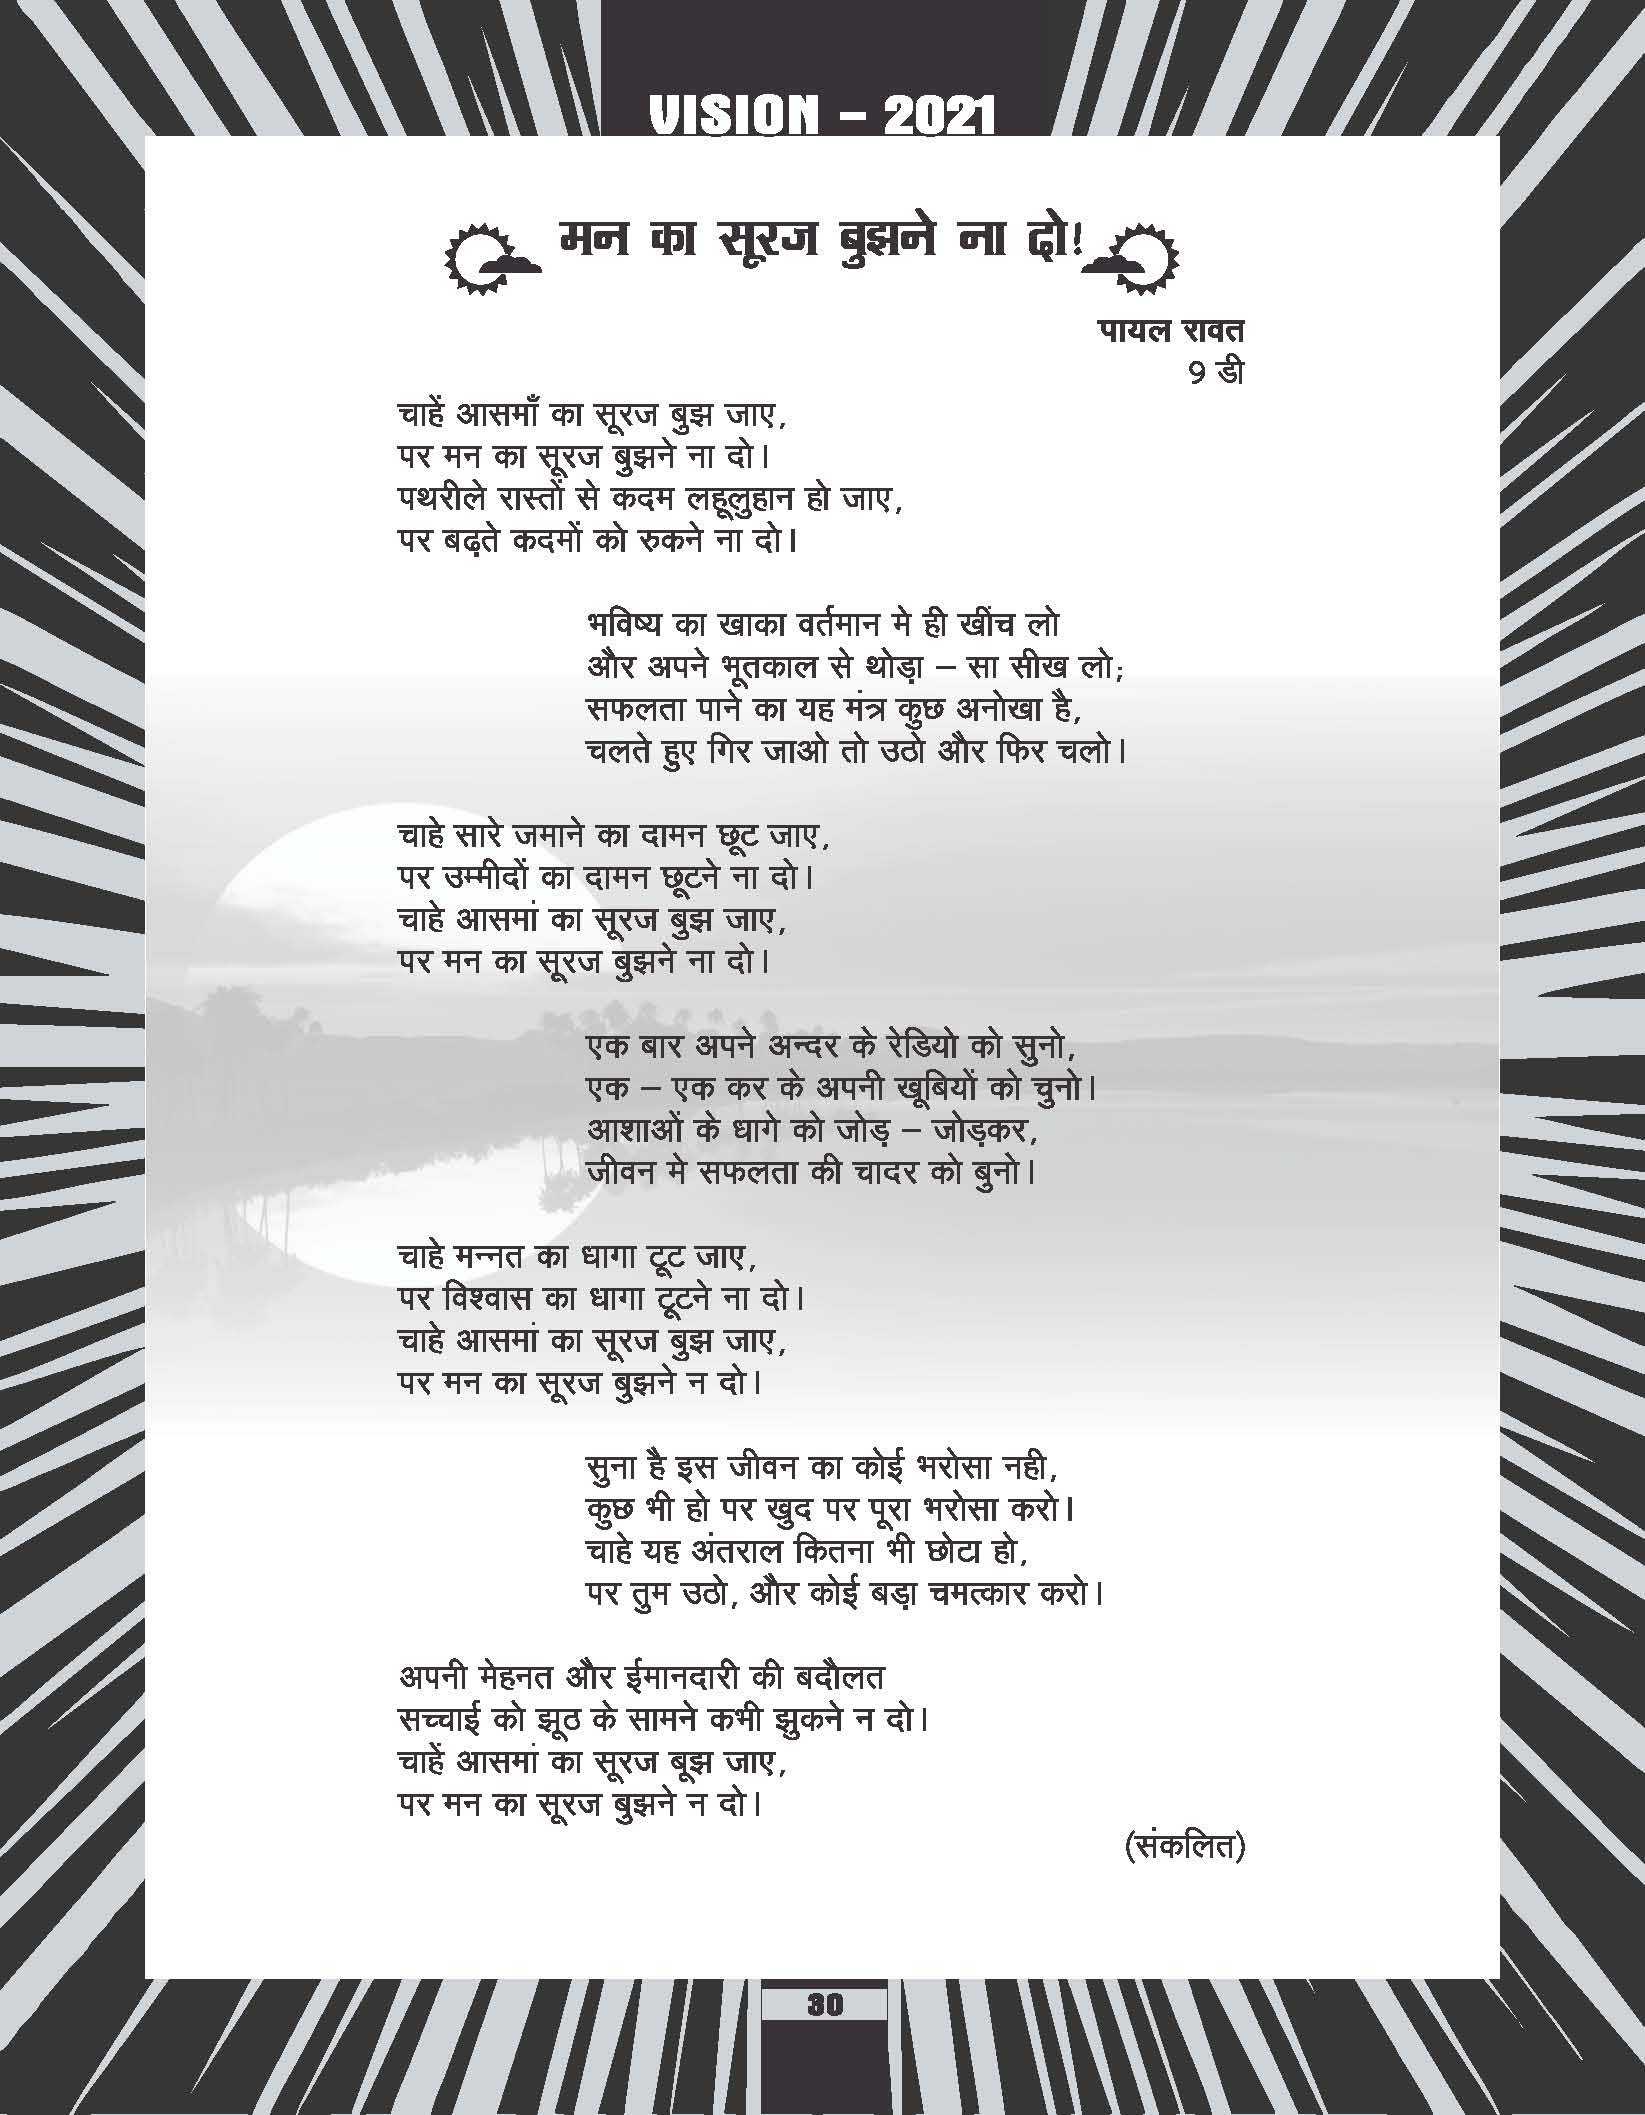 VISION – 2021
मन का सूरज बुझने ना दो!
पायल रावत
9 डी
चाहें आसमाँ का सूरज बुझ जाए,
पर मन का सूरज बुझने ना दो।
पथरीले रास्तों से कदम लहूलुहान हो जाए,
पर बढ़ते कदमों को रुकने ना दो।
भविष्य का खाका वर्तमान मे ही खींच लो
और अपने भूतकाल से थोड़ा – सा सीख लो;
सफलता पाने का यह मंत्र कुछ अनोखा है,
चलते हुए गिर जाओ तो उठो और फिर चलो।
चाहे सारे जमाने का दामन छूट जाए,
पर उम्मीदों का दामन छूटने ना दो।
चाहे आसमां का सूरज बुझ जाए,
पर मन का सूरज बुझने ना दो।
एक बार अपने अन्दर के रेडियो को सुनो,
एक – एक कर के अपनी खूबियों को चुनो।
आशाओं के धागे को जोड़ – जोड़कर,
जीवन मे सफलता की चादर को बुनो।
चाहे मन्नत का धागा टूट जाए,
पर विश्वास का धागा टूटने ना दो।
चाहे आसमां का सूरज बुझ जाए,
पर मन का सूरज बुझने न दो।
सुना है इस जीवन का कोई भरोसा नही,
कुछ भी हो पर खुद पर पूरा भरोसा करो।
चाहे यह अंतराल कितना भी छोटा हो,
पर तुम उठो, और कोई बड़ा चमत्कार करो।
अपनी मेहनत और ईमानदारी की बदौलत
सच्चाई को झूठ के सामने कभी झुकने न दो।
चाहें आसमां का सूरज बूझ जाए,
पर मन का सूरज बुझने न दो।
(संकलित)
30